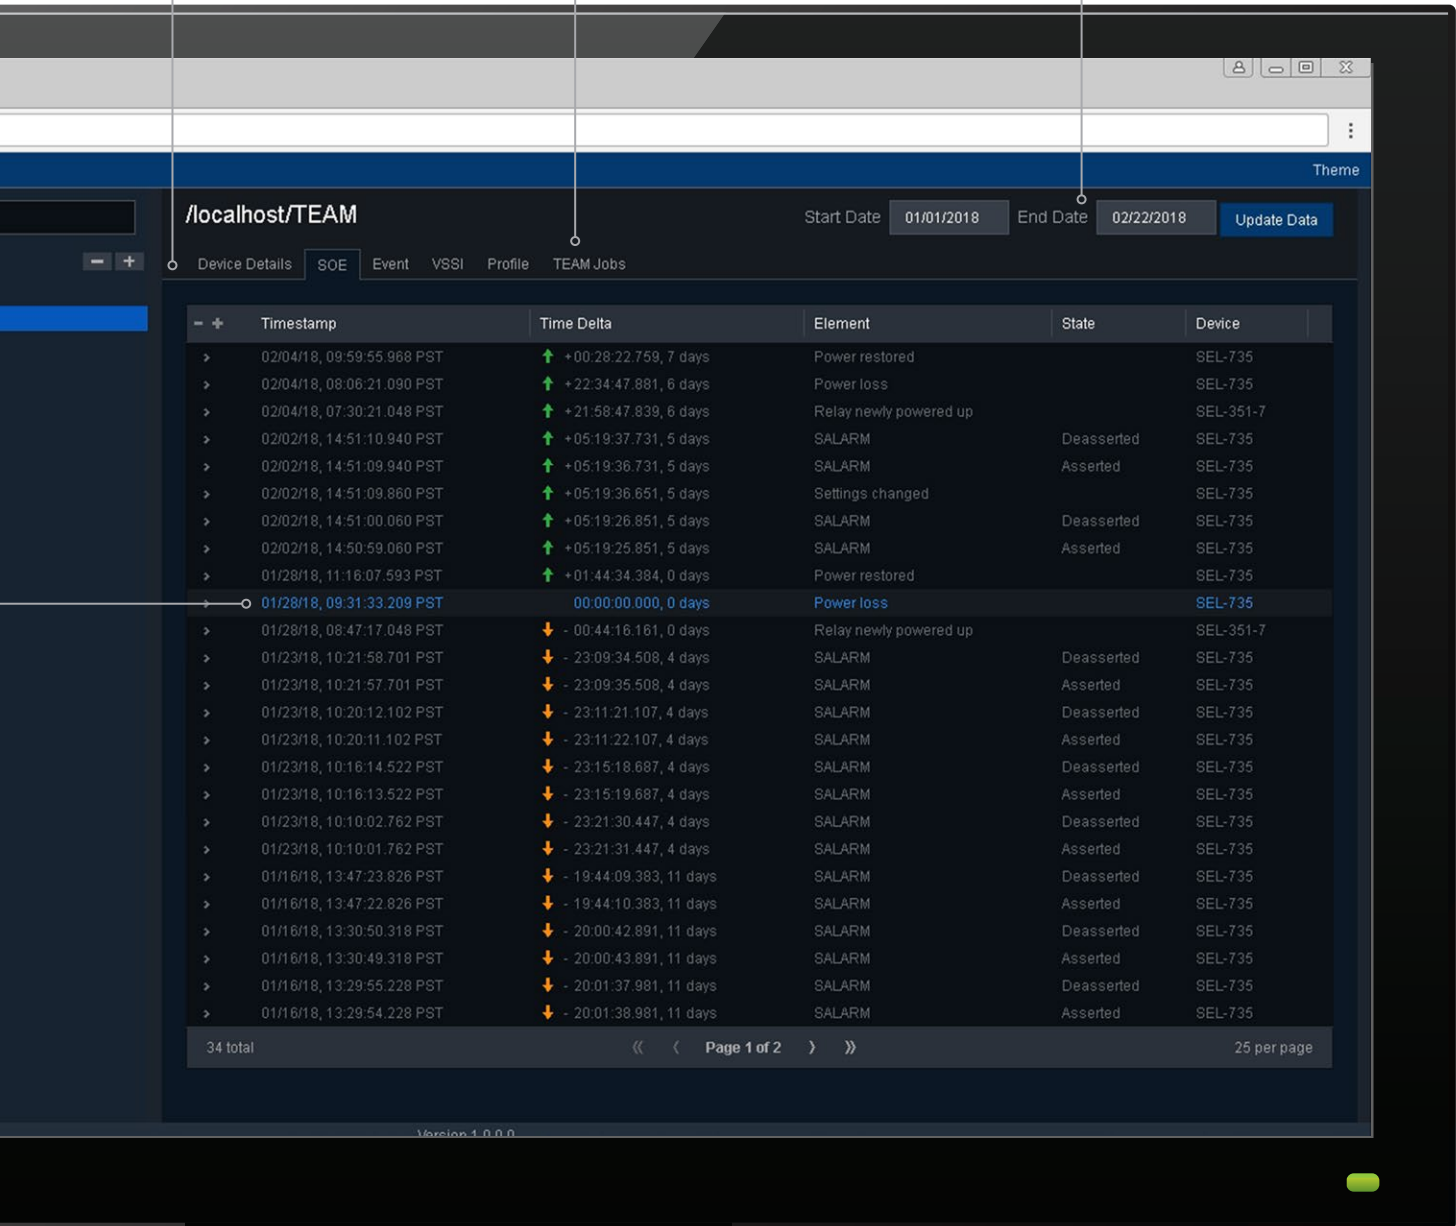 Theme
/localhost/TEAM
Start Date 01/01/2018 End Date 02/22/2018 Update Data
Device Details SOE Event VSSI Profile TEAM Jobs
- + Timestamp Time Delta Element State Device
02/04/18, 09:59:55.968 PST +00:28:22.759, 7 days Power restored SEL-735
02/04/18, 08:06:21.090 PST +22:34:47.881, 6 days Power loss SEL-735
02/04/18, 07:30:21.048 PST +21:58:47.839, 6 days Relay newly powered up SEL-351-7
02/02/18, 14:51:10.940 PST +05:19:37.731, 5 days SALARM Deasserted SEL-735
02/02/18, 14:51:09.940 PST +05:19:36.731, 5 days SALARM Asserted SEL-735
02/02/18, 14:51:09.860 PST +05:19:36.651, 5 days Settings changed SEL-735
02/02/18, 14:51:00.060 PST +05:19:26.851, 5 days SALARM Deasserted SEL-735
02/02/18, 14:50:59.060 PST +05:19:25.851, 5 days SALARM Asserted SEL-735
01/28/18, 11:16:07.593 PST +01:44:34.384, 0 days Power restored SEL-735
01/28/18, 09:31:33.209 PST 00:00:00.000, 0 days Power loss SEL-735
01/28/18, 08:47:17.048 PST - 00:44:16.161, 0 days Relay newly powered up SEL-351-7
01/23/18, 10:21:58.701 PST - 23:09:34.508, 4 days SALARM Deasserted SEL-735
01/23/18, 10:21:57.701 PST - 23:09:35.508, 4 days SALARM Asserted SEL-735
01/23/18, 10:20:12.102 PST - 23:11:21.107, 4 days SALARM Deasserted SEL-735
01/23/18, 10:20:11.102 PST - 23:11:22.107, 4 days SALARM Asserted SEL-735
01/23/18, 10:16:14.522 PST - 23:15:18.687, 4 days SALARM Deasserted SEL-735
01/23/18, 10:16:13.522 PST - 23:15:19.687, 4 days SALARM Asserted SEL-735
01/23/18, 10:10:02.762 PST - 23:21:30.447, 4 days SALARM Deasserted SEL-735
01/23/18, 10:10:01.762 PST - 23:21:31.447, 4 days SALARM Asserted SEL-735
01/16/18, 13:47:23.826 PST - 19:44:09.383, 11 days SALARM Deasserted SEL-735
01/16/18, 13:47:22.826 PST - 19:44:10.383, 11 days SALARM Asserted SEL-735
01/16/18, 13:30:50.318 PST - 20:00:42.891, 11 days SALARM Deasserted SEL-735
01/16/18, 13:30:49.318 PST - 20:00:43.891, 11 days SALARM Asserted SEL-735
01/16/18, 13:29:55.228 PST - 20:01:37.981, 11 days SALARM Deasserted SEL-735
01/16/18, 13:29:54.228 PST - 20:01:38.981, 11 days SALARM Asserted SEL-735
34 total Page 1 of 2 25 per page
Version 1.0.0.0